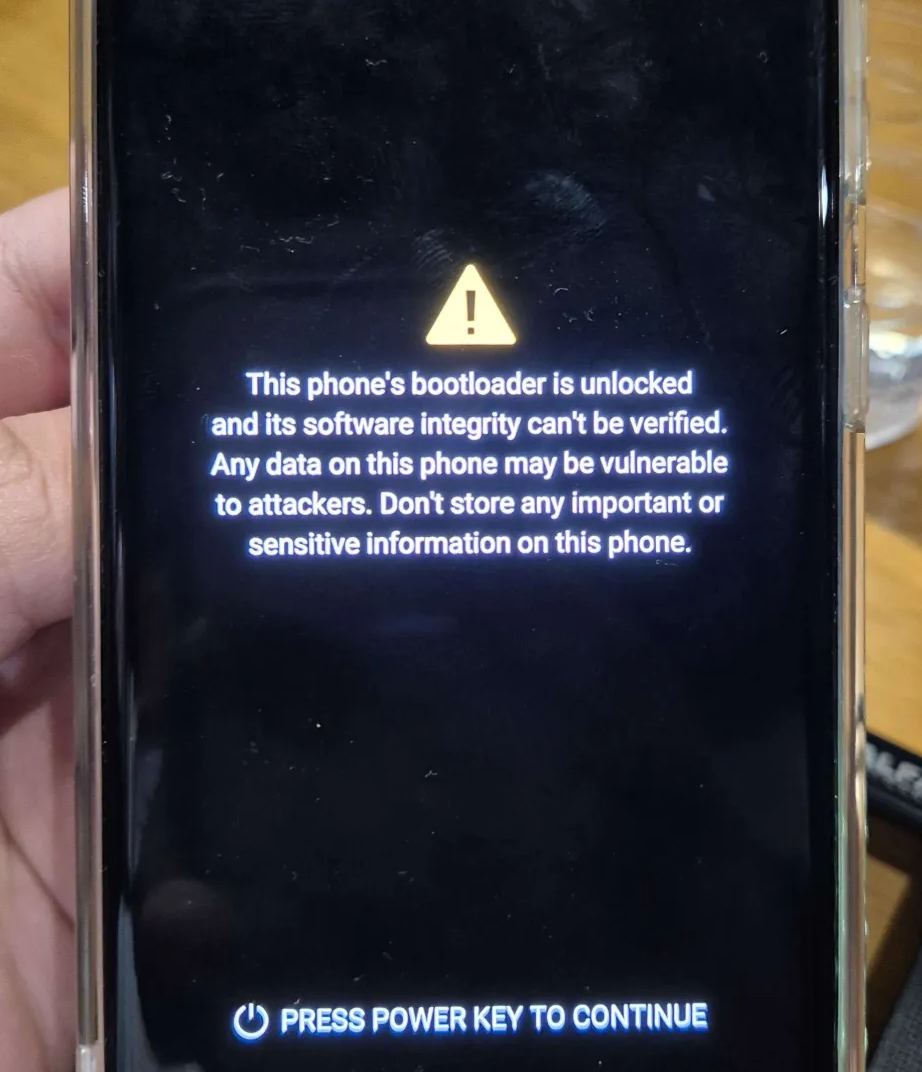 This phone's bootloader is unlocked
and its software integrity can't be verified.
Any data on this phone may be vulnerable
to attackers. Don't store any important or
sensitive information on this phone.
PRESS POWER KEY TO CONTINUE